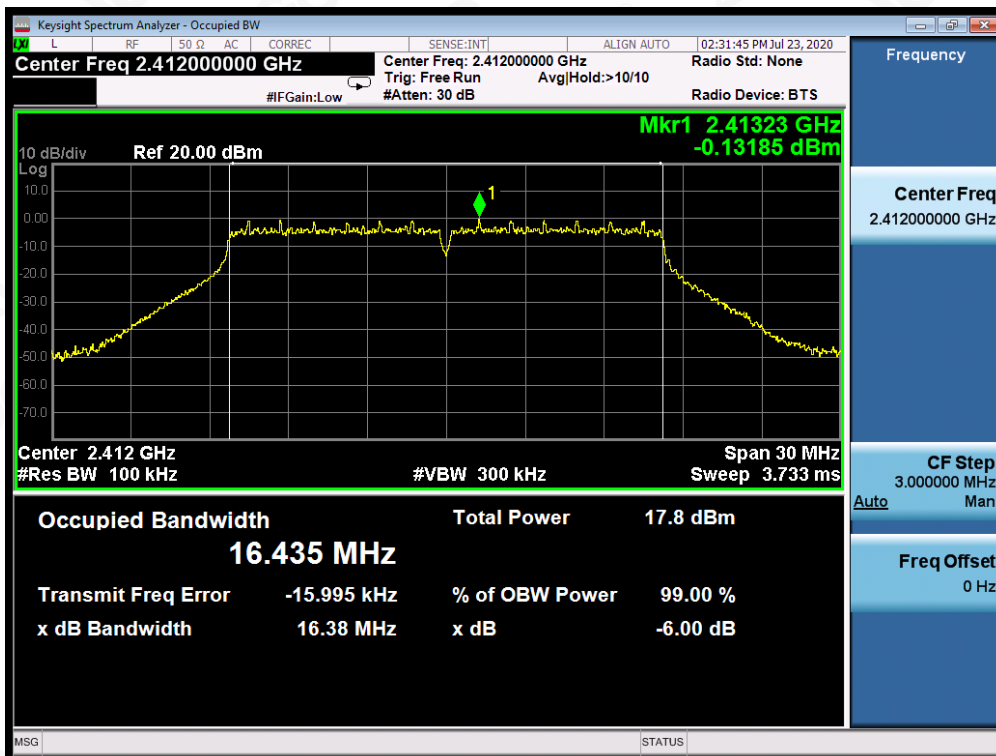 Keysight Spectrum Analyzer - Occupied BW
LXI L RF 50 Ω AC CORREC SENSE:INT ALIGN AUTO 02:31:45 PM Jul 23, 2020
Center Freq 2.412000000 GHz
#IFGain:Low
Center Freq: 2.412000000 GHz
Trig: Free Run Avg|Hold:>10/10
#Atten: 30 dB
Radio Std: None
Radio Device: BTS
Frequency
Mkr1 2.41323 GHz
-0.13185 dBm
10 dB/div Ref 20.00 dBm
Log
10.0
0.00
-10.0
-20.0
-30.0
-40.0
-50.0
-60.0
-70.0
1
Center 2.412 GHz Span 30 MHz
#Res BW 100 kHz #VBW 300 kHz Sweep 3.733 ms
Occupied Bandwidth Total Power 17.8 dBm
16.435 MHz
Transmit Freq Error -15.995 kHz % of OBW Power 99.00 %
x dB Bandwidth 16.38 MHz x dB -6.00 dB
Center Freq
2.412000000 GHz
CF Step
3.000000 MHz
Auto Man
Freq Offset
0 Hz
MSG STATUS